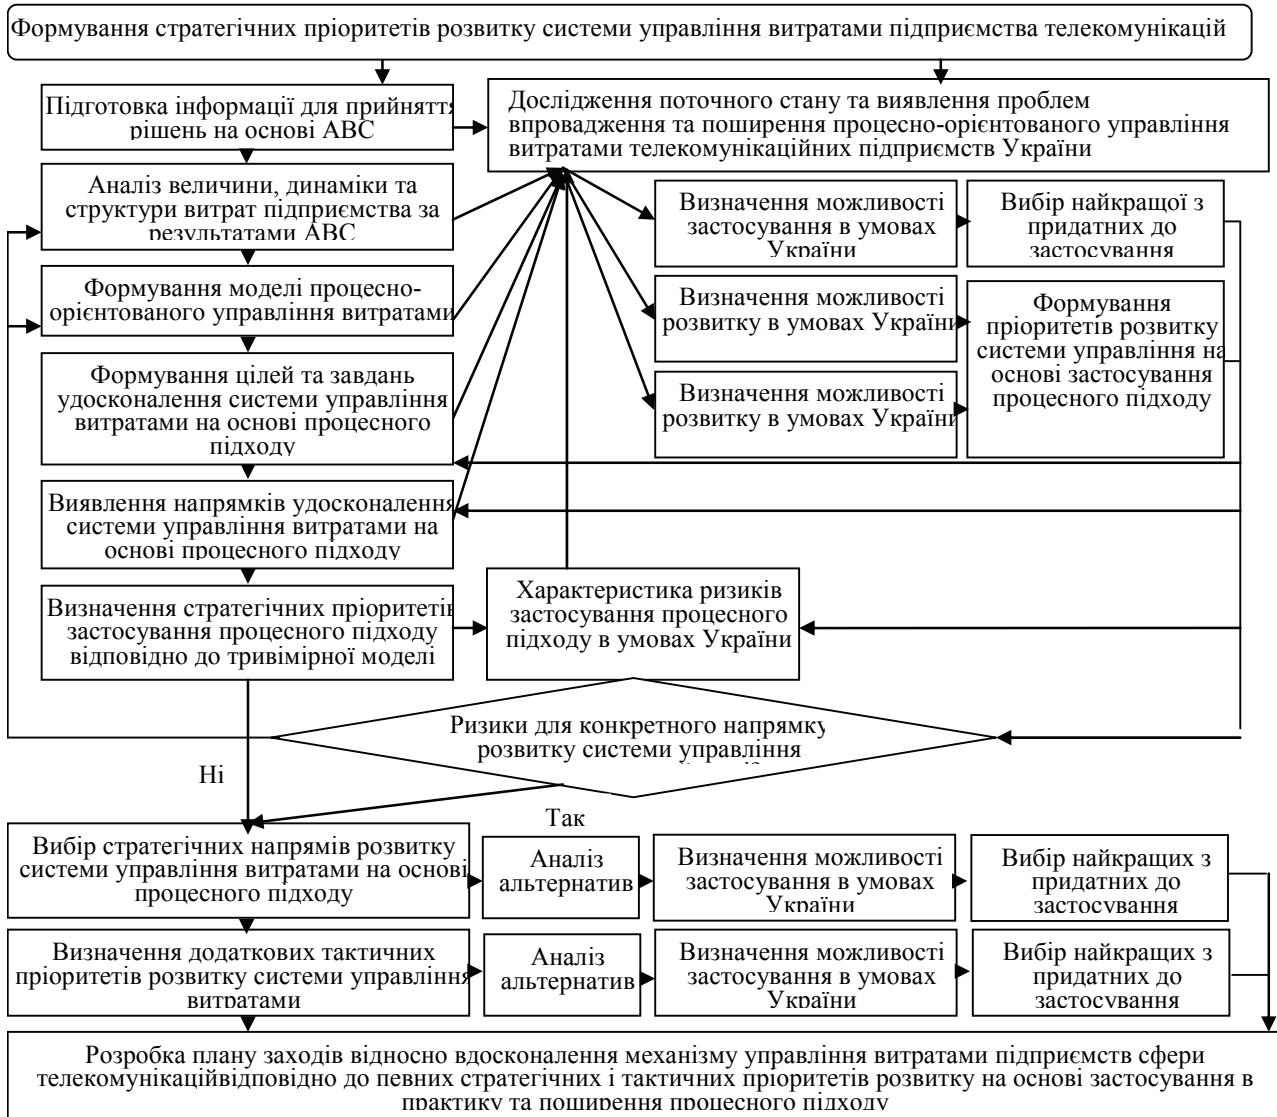 Формування стратегічних пріоритетів розвитку системи управління витратами підприємства телекомунікацій
Підготовка інформації для прийняття
рішень на основі АВС
Дослідження поточного стану та виявлення проблем
впровадження та поширення процесно-орієнтованого управління
витратами телекомунікаційних підприємств України
Аналіз величини, динаміки та
структури витрат підприємства за
результатами АВС
Визначення можливості
застосування в умовах
України
Вибір найкращої з
придатних до
застосування
Формування моделі процесно-
орієнтованого управління витратами
Визначення можливості
розвитку в умовах України
Формування
пріоритетів розвитку
системи управління на
основі застосування
процесного підходу
Формування цілей та завдань
удосконалення системи управління
витратами на основі процесного
підходу
Визначення можливості
розвитку в умовах України
Виявлення напрямків удосконалення
системи управління витратами на
основі процесного підходу
Визначення стратегічних пріоритетів
застосування процесного підходу
відповідно до тривімірної моделі
Характеристика ризиків
застосування процесного
підходу в умовах України
Ризики для конкретного напрямку
розвитку системи управління
Ні
Так
Вибір стратегічних напрямів розвитку
системи управління витратами на основі
процесного підходу
Аналіз
альтернатив
Визначення можливості
застосування в умовах
України
Вибір найкращих з
придатних до
застосування
Визначення додаткових тактичних
пріоритетів розвитку системи управління
витратами
Аналіз
альтернатив
Визначення можливості
застосування в умовах
України
Вибір найкращих з
придатних до
застосування
Розробка плану заходів відносно вдосконалення механізму управління витратами підприємств сфери
телекомунікаційвідповідно до певних стратегічних і тактичних пріоритетів розвитку на основі застосування в
практику та поширення процесного підходу